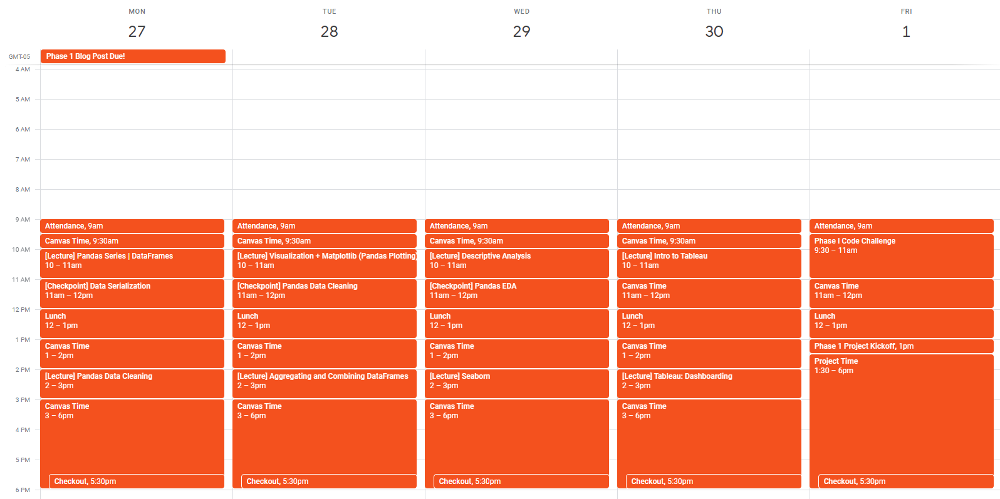 MON
27
TUE
28
WED
29
THU
30
FRI
1
GMT-05
Phase 1 Blog Post Due!
4 AM
5 AM
6 AM
7 AM
8 AM
9 AM
10 AM
11 AM
12 PM
1 PM
2 PM
3 PM
4 PM
5 PM
6 PM
Attendance, 9am
Canvas Time, 9:30am
[Lecture] Pandas Series | DataFrames
10 – 11am
[Checkpoint] Data Serialization
11am – 12pm
Lunch
12 – 1pm
Canvas Time
1 – 2pm
[Lecture] Pandas Data Cleaning
2 – 3pm
Canvas Time
3 – 6pm
Checkout, 5:30pm
Attendance, 9am
Canvas Time, 9:30am
[Lecture] Visualization + Matplotlib (Pandas Plotting)
10 – 11am
[Checkpoint] Pandas Data Cleaning
11am – 12pm
Lunch
12 – 1pm
Canvas Time
1 – 2pm
[Lecture] Aggregating and Combining DataFrames
2 – 3pm
Canvas Time
3 – 6pm
Checkout, 5:30pm
Attendance, 9am
Canvas Time, 9:30am
[Lecture] Descriptive Analysis
10 – 11am
[Checkpoint] Pandas EDA
11am – 12pm
Lunch
12 – 1pm
Canvas Time
1 – 2pm
[Lecture] Seaborn
2 – 3pm
Canvas Time
3 – 6pm
Checkout, 5:30pm
Attendance, 9am
Canvas Time, 9:30am
[Lecture] Intro to Tableau
10 – 11am
Canvas Time
11am – 12pm
Lunch
12 – 1pm
Canvas Time
1 – 2pm
[Lecture] Tableau: Dashboarding
2 – 3pm
Canvas Time
3 – 6pm
Checkout, 5:30pm
Attendance, 9am
Phase I Code Challenge
9:30 – 11am
Canvas Time
11am – 12pm
Lunch
12 – 1pm
Phase 1 Project Kickoff, 1pm
Project Time
1:30 – 6pm
Checkout, 5:30pm